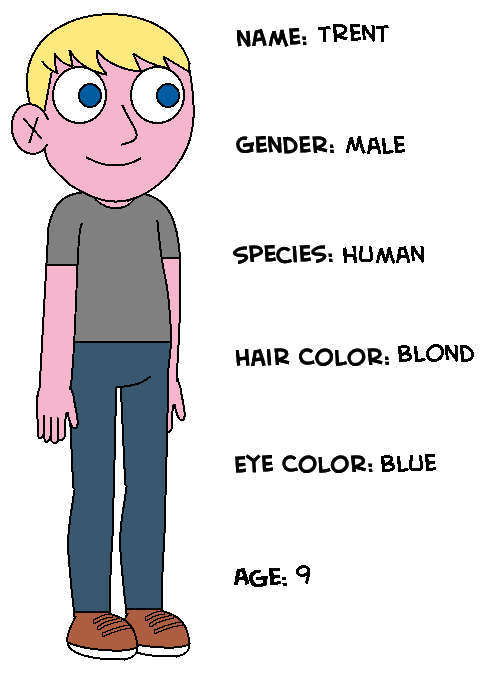 NAME: TRENT
GENDER: MALE
SPECIES: HUMAN
HAIR COLOR: BLOND
EYE COLOR: BLUE
AGE: 9